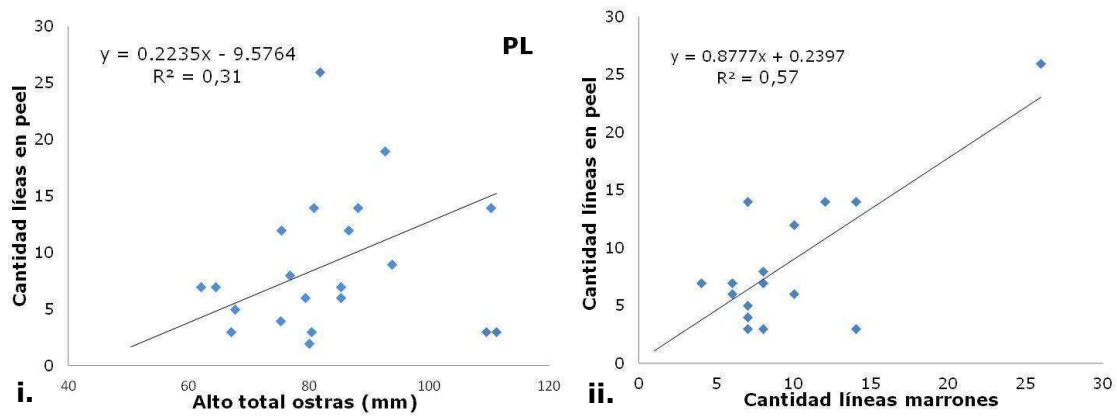 30
25
20
15
10
5
0
Cantidad líeas en peel
y = 0.2235x - 9.5764
R² = 0,31
PL
40
60
80
100
120
i.
Alto total ostras (mm)
30
25
20
15
10
5
0
Cantidad líneas en peel
y = 0.8777x + 0.2397
R² = 0,57
0
5
10
15
20
25
30
ii.
Cantidad líneas marrones